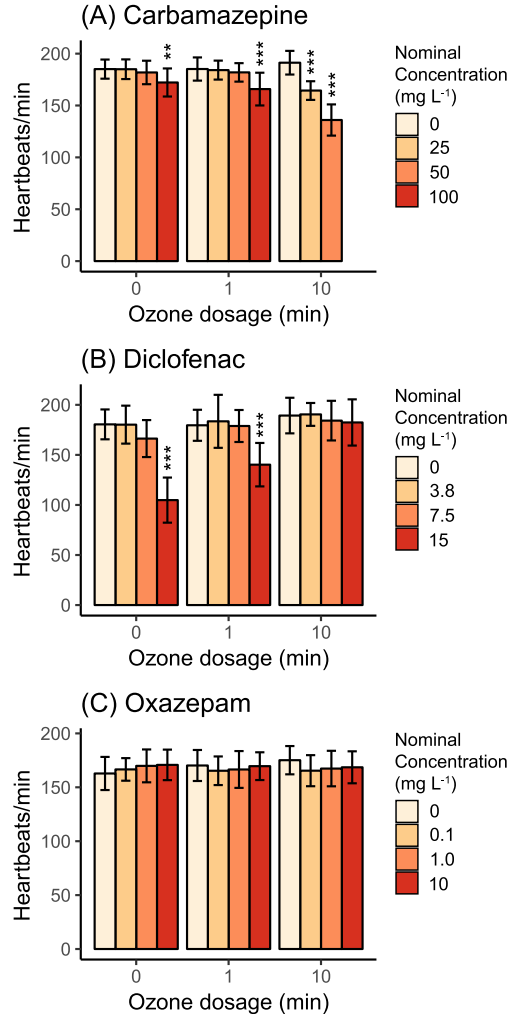 (A) Carbamazepine
Heartbeats/min
200
150
100
50
0
**
***
***
***
0
1
10
Ozone dosage (min)
Nominal
Concentration
(mg L⁻¹)
0
25
50
100
(B) Diclofenac
Heartbeats/min
200
150
100
50
0
***
***
0
1
10
Ozone dosage (min)
Nominal
Concentration
(mg L⁻¹)
0
3.8
7.5
15
(C) Oxazepam
Heartbeats/min
200
150
100
50
0
0
1
10
Ozone dosage (min)
Nominal
Concentration
(mg L⁻¹)
0
0.1
1.0
10